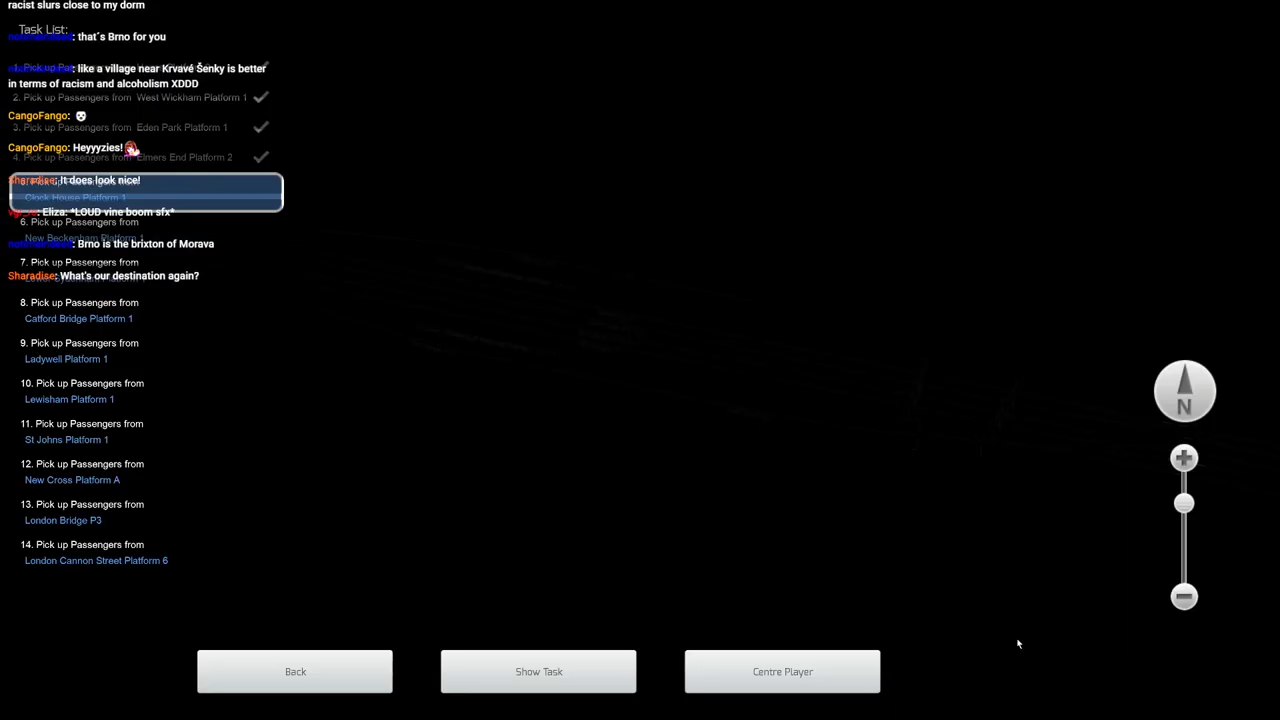 racist slurs close to my dorm
Task List:
: that´s Brno for you
1. Pick up
: like a village near Krvavé Šenky is better
in terms of racism and alcoholism XDDD
2. Pick up Passengers from West Wickham Platform 1
CangoFango:
3. Pick up Passengers from Eden Park Platform 1
CangoFango: Heyyyzies!
4. Pick up Passengers from Elmers End Platform 2
Sharadise: It does look nice!
Clock House Platform 1
: Eliza: *LOUD vine boom sfx*
6. Pick up Passengers from
New Beckenham Platform 1
: Brno is the brixton of Morava
7. Pick up Passengers from
Sharadise: What's our destination again?
8. Pick up Passengers from
Catford Bridge Platform 1
9. Pick up Passengers from
Ladywell Platform 1
10. Pick up Passengers from
Lewisham Platform 1
11. Pick up Passengers from
St Johns Platform 1
12. Pick up Passengers from
New Cross Platform A
13. Pick up Passengers from
London Bridge P3
14. Pick up Passengers from
London Cannon Street Platform 6
N
Back
Show Task
Centre Player